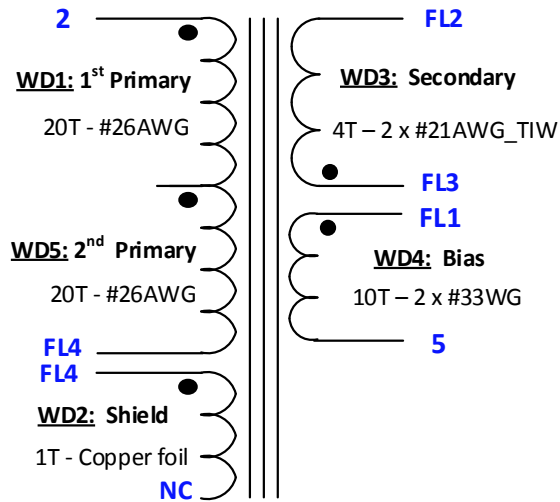 2
WD1: 1st Primary
20T - #26AWG
WD5: 2nd Primary
20T - #26AWG
FL4
FL4
WD2: Shield
1T - Copper foil
NC
FL2
WD3: Secondary
4T – 2 x #21AWG_TIW
FL3
FL1
WD4: Bias
10T – 2 x #33WG
5